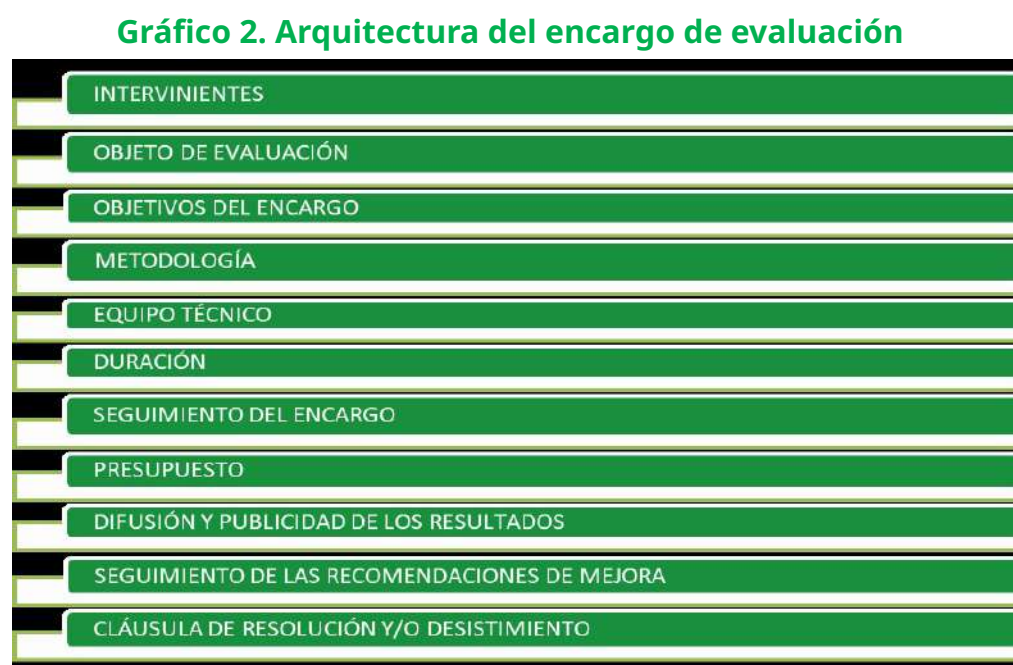 Gráfico 2. Arquitectura del encargo de evaluación
INTERVINIENTES
OBJETO DE EVALUACIÓN
OBJETIVOS DEL ENCARGO
METODOLOGÍA
EQUIPO TÉCNICO
DURACIÓN
SEGUIMIENTO DEL ENCARGO
PRESUPUESTO
DIFUSIÓN Y PUBLICIDAD DE LOS RESULTADOS
SEGUIMIENTO DE LAS RECOMENDACIONES DE MEJORA
CLÁUSULA DE RESOLUCIÓN Y/O DESISTIMIENTO